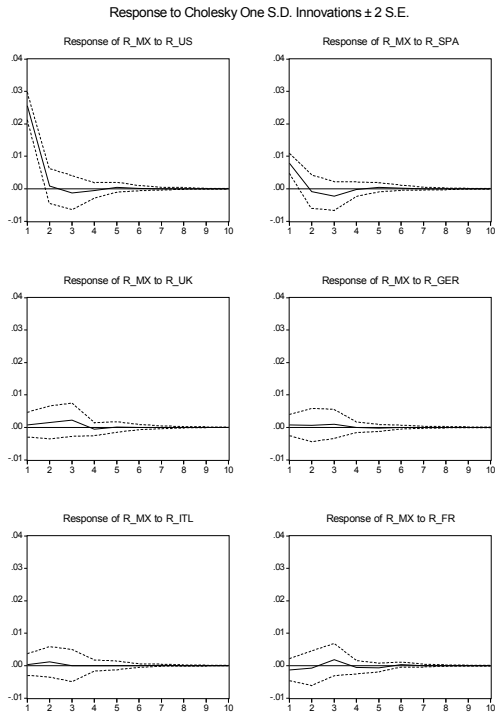 Response to Cholesky One S.D. Innovations ± 2 S.E.
Response of R_MX to R_US
.04
.03
.02
.01
.00
-.01
1 2 3 4 5 6 7 8 9 10
Response of R_MX to R_SPA
.04
.03
.02
.01
.00
-.01
1 2 3 4 5 6 7 8 9 10
Response of R_MX to R_UK
.04
.03
.02
.01
.00
-.01
1 2 3 4 5 6 7 8 9 10
Response of R_MX to R_GER
.04
.03
.02
.01
.00
-.01
1 2 3 4 5 6 7 8 9 10
Response of R_MX to R_ITL
.04
.03
.02
.01
.00
-.01
1 2 3 4 5 6 7 8 9 10
Response of R_MX to R_FR
.04
.03
.02
.01
.00
-.01
1 2 3 4 5 6 7 8 9 10